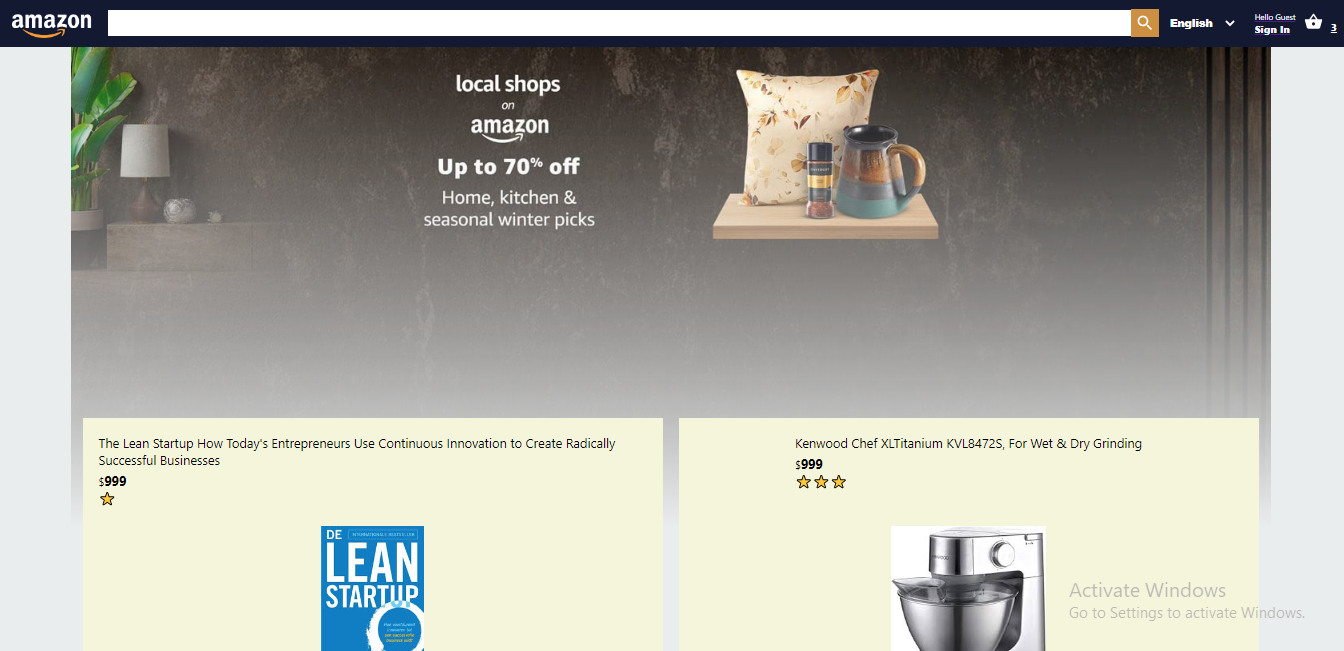 amazon
English
Hello Guest
Sign In
3
local shops
on
amazon
Up to 70% off
Home, kitchen &
seasonal winter picks
The Lean Startup How Today's Entrepreneurs Use Continuous Innovation to Create Radically
Successful Businesses
$999
DE
INTERNATIONALE BESTSELLER
LEAN
STARTUP
Kenwood Chef XLTitanium KVL8472S, For Wet & Dry Grinding
$999
Activate Windows
Go to Settings to activate Windows.